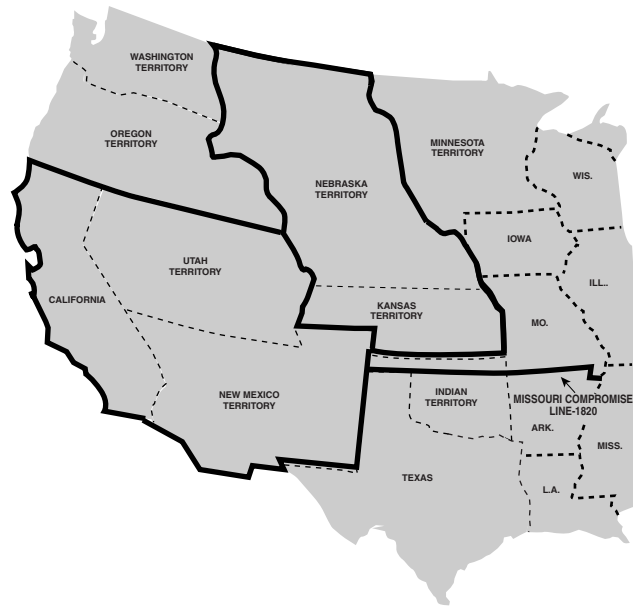 WASHINGTON
TERRITORY
OREGON
TERRITORY
MINNESOTA
TERRITORY
WIS.
NEBRASKA
TERRITORY
IOWA
UTAH
TERRITORY
ILL..
CALIFORNIA
KANSAS
TERRITORY
MO.
NEW MEXICO
TERRITORY
INDIAN
TERRITORY
MISSOURI COMPROMISE
LINE-1820
ARK.
MISS.
TEXAS
L.A.